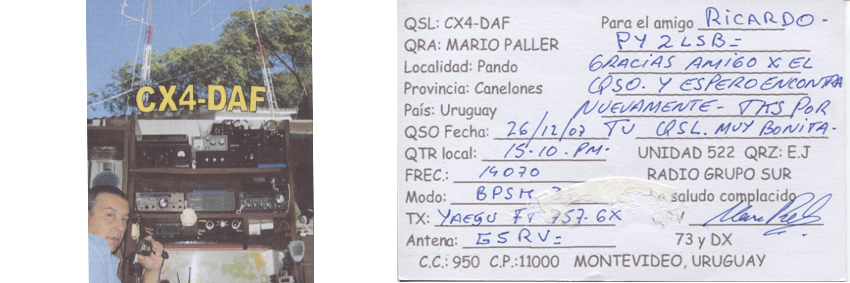 CX4-DAF
QSL: CX4-DAF Para el amigo RICARDO-
QRA: MARIO PALLER PY2LSB=
Localidad: Pando GRACIAS AMIGO X EL
Provincia: Canelones QSO. Y ESPERO ENCONTRA
País: Uruguay NUEVAMENTE- TKS POR
QSO Fecha: 26/12/07 TU QSL. MUY BONITA-
QTR local: 15-10.PM- UNIDAD 522 QRZ: E.J
FREC.: 14070 RADIO GRUPO SUR
Modo: saludo complacido
TX: YAEGU FT 757-GX
Antena: G5RV= 73 y DX
C.C.: 950 C.P.:11000 MONTEVIDEO, URUGUAY